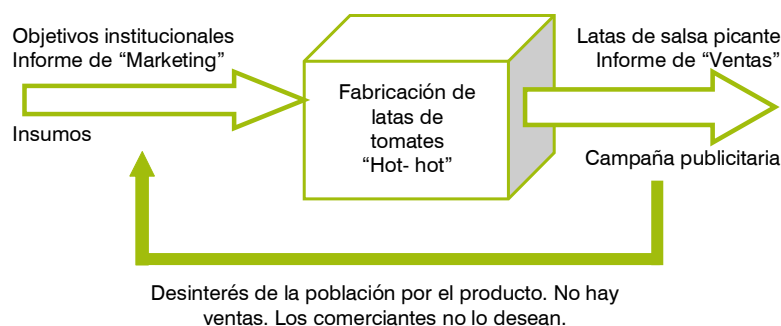 Objetivos institucionales
Informe de “Marketing”
Insumos
Fabricación de
latas de
tomates
“Hot- hot”
Latas de salsa picante
Informe de “Ventas”
Campaña publicitaria
Desinterés de la población por el producto. No hay
ventas. Los comerciantes no lo desean.